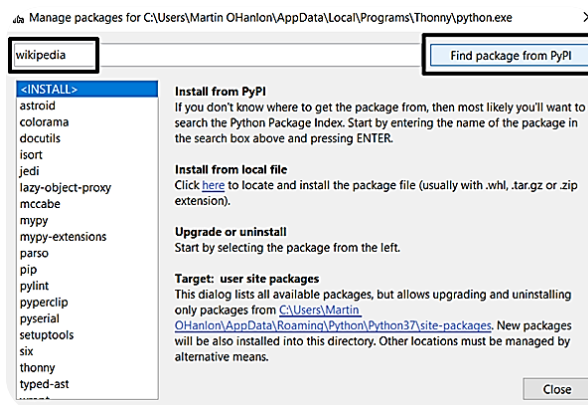 Manage packages for C:\Users\Martin OHanlon\AppData\Local\Programs\Thonny\python.exe
wikipedia
Find package from PyPI
<INSTALL>
astroid
colorama
docutils
isort
jedi
lazy-object-proxy
mccabe
mypy
mypy-extensions
parso
pip
pylint
pyperclip
pyserial
setuptools
six
thonny
typed-ast
Install from PyPI
If you don't know where to get the package from, then most likely you'll want to
search the Python Package Index. Start by entering the name of the package in
the search box above and pressing ENTER.
Install from local file
Click here to locate and install the package file (usually with .whl, .tar.gz or .zip
extension).
Upgrade or uninstall
Start by selecting the package from the left.
Target: user site packages
This dialog lists all available packages, but allows upgrading and uninstalling
only packages from C:\Users\Martin
OHanlon\AppData\Roaming\Python\Python37\site-packages. New packages
will be also installed into this directory. Other locations must be managed by
alternative means.
Close